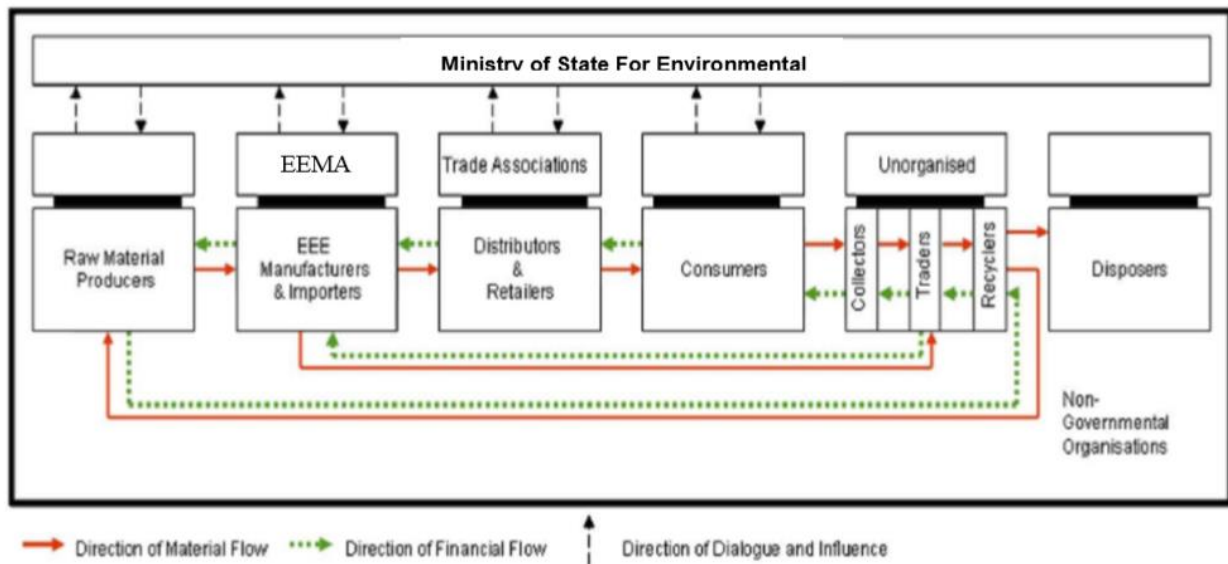 Ministry of State For Environmental
EEMA
Trade Associations
Unorganised
Raw Material
Producers
EEE
Manufacturers
& Importers
Distributors
&
Retailers
Consumers
Collectors
Traders
Recyclers
Disposers
Non-
Governmental
Organisations
Direction of Material Flow
Direction of Financial Flow
Direction of Dialogue and Influence